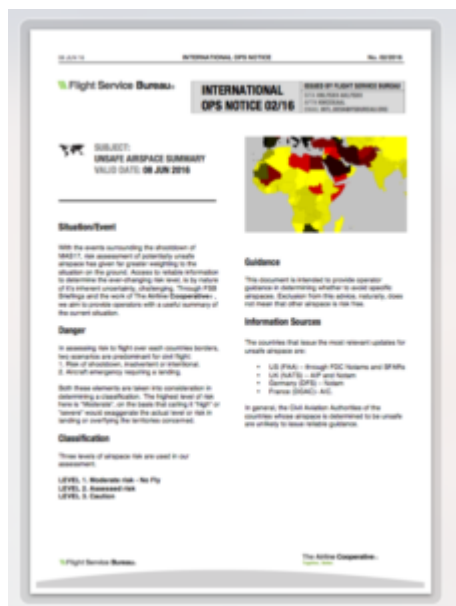 08 JUN 16 INTERNATIONAL OPS NOTICE No. 02/2016
Flight Service Bureau
INTERNATIONAL
OPS NOTICE 02/16
ISSUED BY FLIGHT SERVICE BUREAU
SUBJECT:
UNSAFE AIRSPACE SUMMARY
VALID DATE: 08 JUN 2016
Situation/Event
With the events surrounding the shootdown of
MAS17, risk assessment of potentially unsafe
airspace has given far greater weighting to the
situation on the ground. Access to reliable information
to determine the ever-changing risk level, is by nature
of it's inherent uncertainty, challenging. Through FSB
Briefings and the work of The Airline Cooperative,
we aim to provide operators with a useful summary of
the current situation.
Danger
In assessing risk to flight over each countries borders,
two scenarios are predominant for civil flight:
1. Risk of shootdown, inadvertent or intentional.
2. Aircraft emergency requiring a landing.
Both these elements are taken into consideration in
determining a classification. The highest level of risk
here is "Moderate", on the basis that calling it "high" or
"severe" would exaggerate the actual level or risk in
landing or overflying the territories concerned.
Classification
Three levels of airspace risk are used in our
assessment.
LEVEL 1. Moderate risk - No Fly
LEVEL 2. Assessed risk
LEVEL 3. Caution
Guidance
This document is intended to provide operator
guidance in determining whether to avoid specific
airspaces. Exclusion from this advice, naturally, does
not mean that other airspace is risk free.
Information Sources
The countries that issue the most relevant updates for
unsafe airspace are:
• US (FAA) – through FDC Notams and SFARs
• UK (NATS) – AIP and Notam
• Germany (DFS) – Notam
• France (DGAC)- AIC.
In general, the Civil Aviation Authorities of the
countries whose airspace is determined to be unsafe
are unlikely to issue reliable guidance.
Flight Service Bureau
The Airline Cooperative